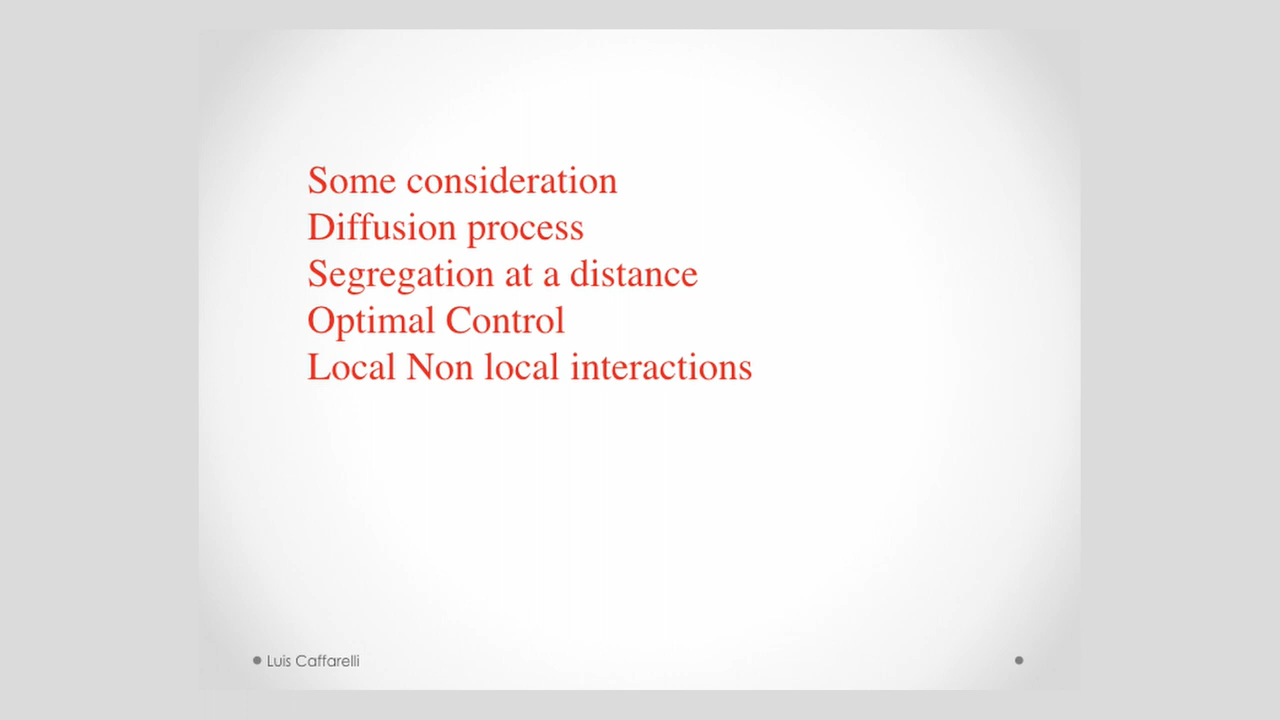 Some consideration
Diffusion process
Segregation at a distance
Optimal Control
Local Non local interactions
Luis Caffarelli